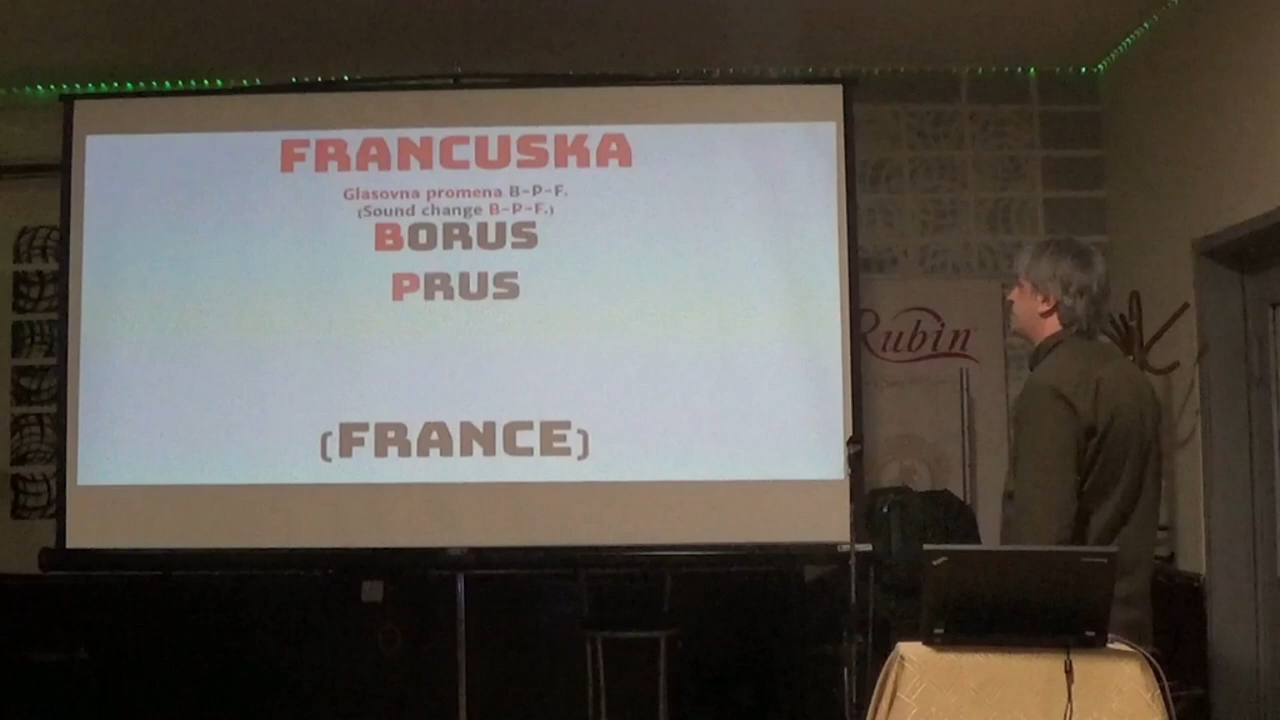 FRANCUSKA
Glasovna promena B-P-F.
(Sound change B-P-F.)
BORUS
PRUS
(FRANCE)
Rubin